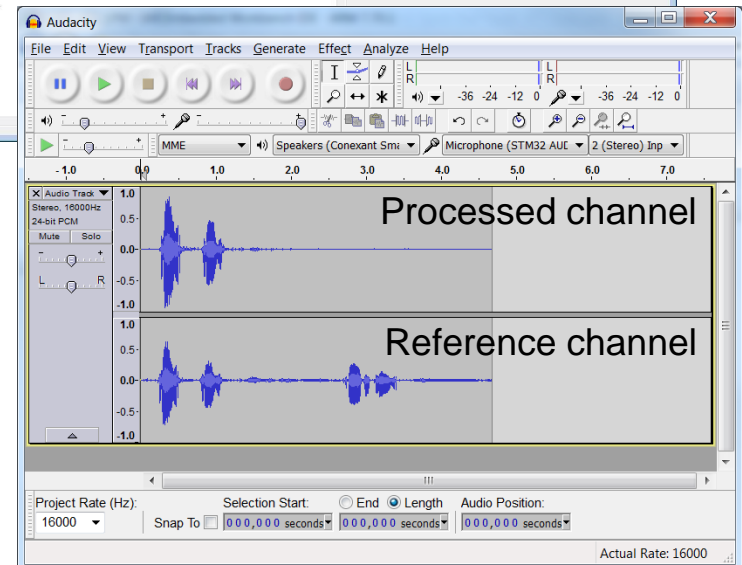 Audacity
File Edit View Transport Tracks Generate Effect Analyze Help
L
R
L
R
-36 -24 -12 0
-36 -24 -12 0
- +
- +
- +
MME
Speakers (Conexant Sma
Microphone (STM32 AUD
2 (Stereo) Inp
- 1.0 0.0 1.0 2.0 3.0 4.0 5.0 6.0 7.0
X Audio Track
Stereo, 16000Hz
24-bit PCM
Mute Solo
- +
L R
1.0
0.5-
0.0-
-0.5-
-1.0
Processed channel
1.0
0.5-
0.0-
-0.5-
-1.0
Reference channel
Project Rate (Hz): Selection Start: End Length Audio Position:
16000 Snap To 000,000 seconds 000,000 seconds 000,000 seconds
Actual Rate: 16000